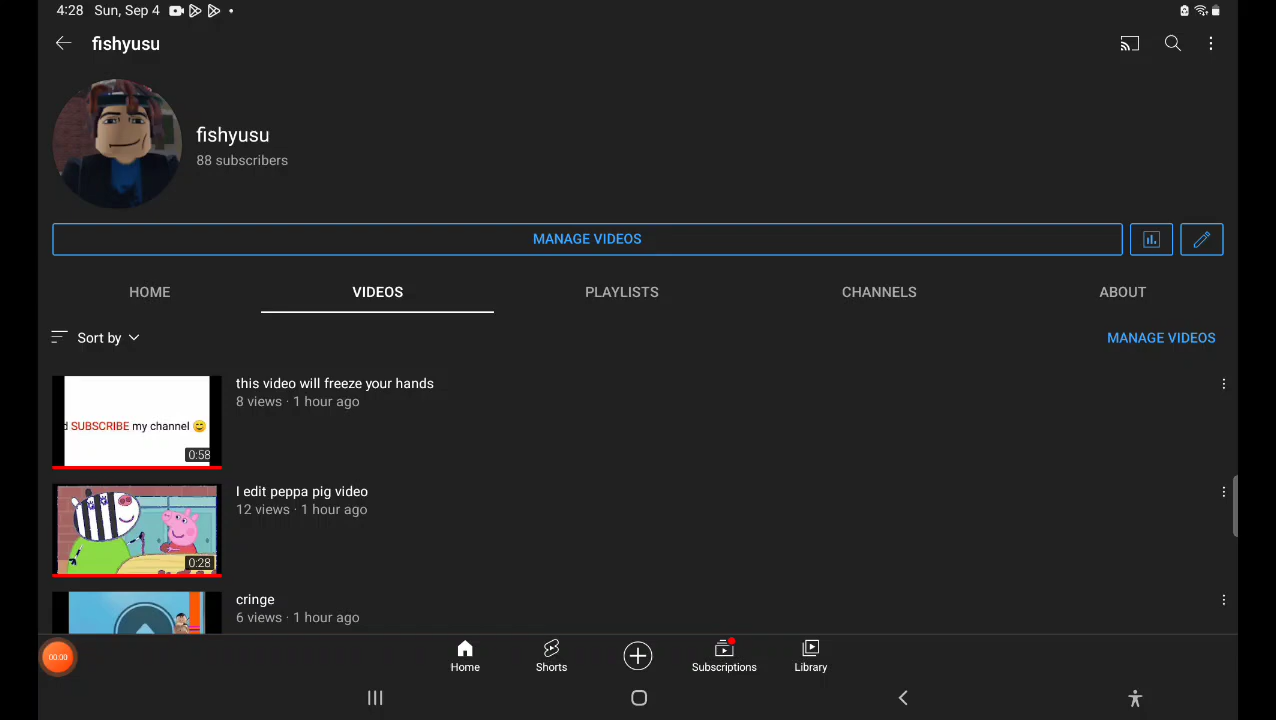 4:28 Sun, Sep 4
fishyusu
fishyusu
88 subscribers
MANAGE VIDEOS
HOME VIDEOS PLAYLISTS CHANNELS ABOUT
Sort by MANAGE VIDEOS
this video will freeze your hands
8 views · 1 hour ago
d SUBSCRIBE my channel 😊
0:58
I edit peppa pig video
12 views · 1 hour ago
0:28
cringe
6 views · 1 hour ago
00:00
Home Shorts Subscriptions Library